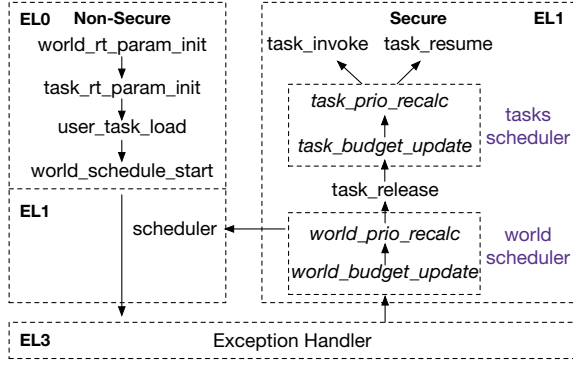 EL0 Non-Secure
world_rt_param_init
task_rt_param_init
user_task_load
world_schedule_start
EL1
scheduler
Secure EL1
task_invoke task_resume
task_prio_recalc
task_budget_update
tasks
scheduler
task_release
world_prio_recalc
world_budget_update
world
scheduler
EL3 Exception Handler